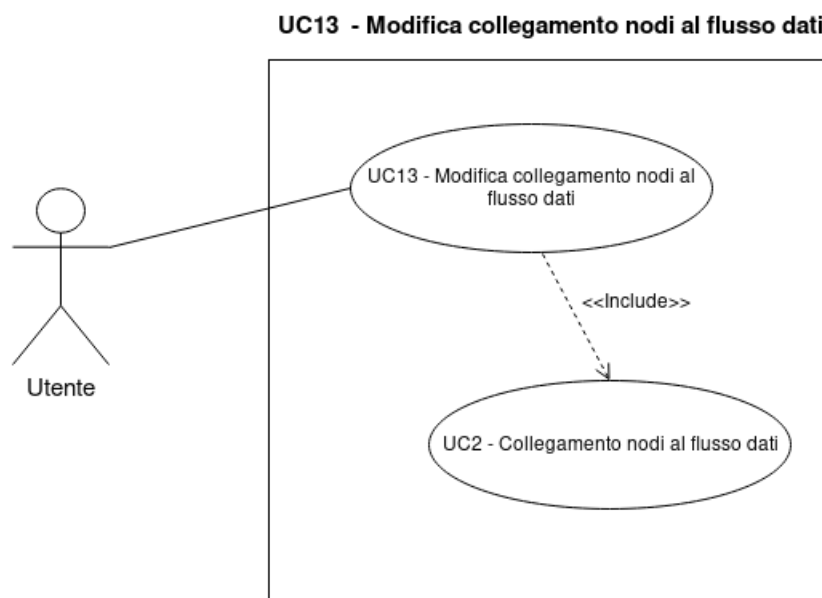 UC13 - Modifica collegamento nodi al flusso dati
UC13 - Modifica collegamento nodi al
flusso dati
<<Include>>
Utente
UC2 - Collegamento nodi al flusso dati